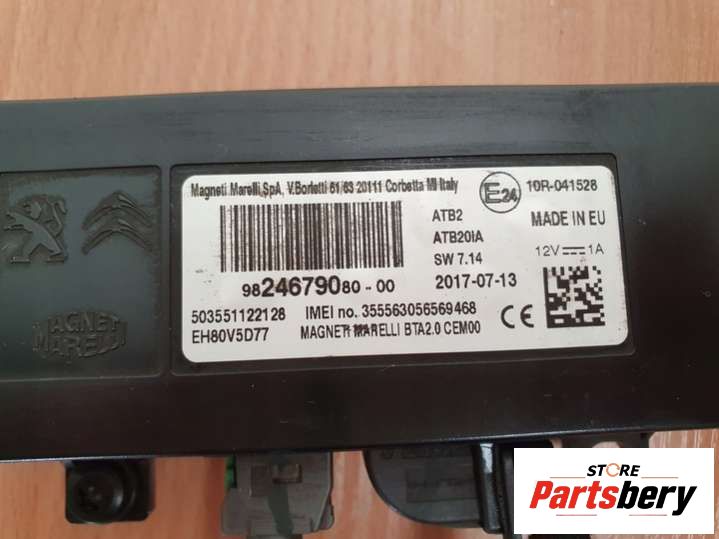 Magneti Marelli SpA, V.Borletti 61/63 20111 Corbetta MI Italy
E24
10R-041528
ATB2
MADE IN EU
ATB20IA
SW 7.14
12V 1A
9824679080-00
2017-07-13
503551122128
IMEI no. 355563056569468
EH80V5D77
MAGNETI MARELLI BTA2.0 CEM00
CE
MAGNETI
MARELLI
STORE
Partsbery